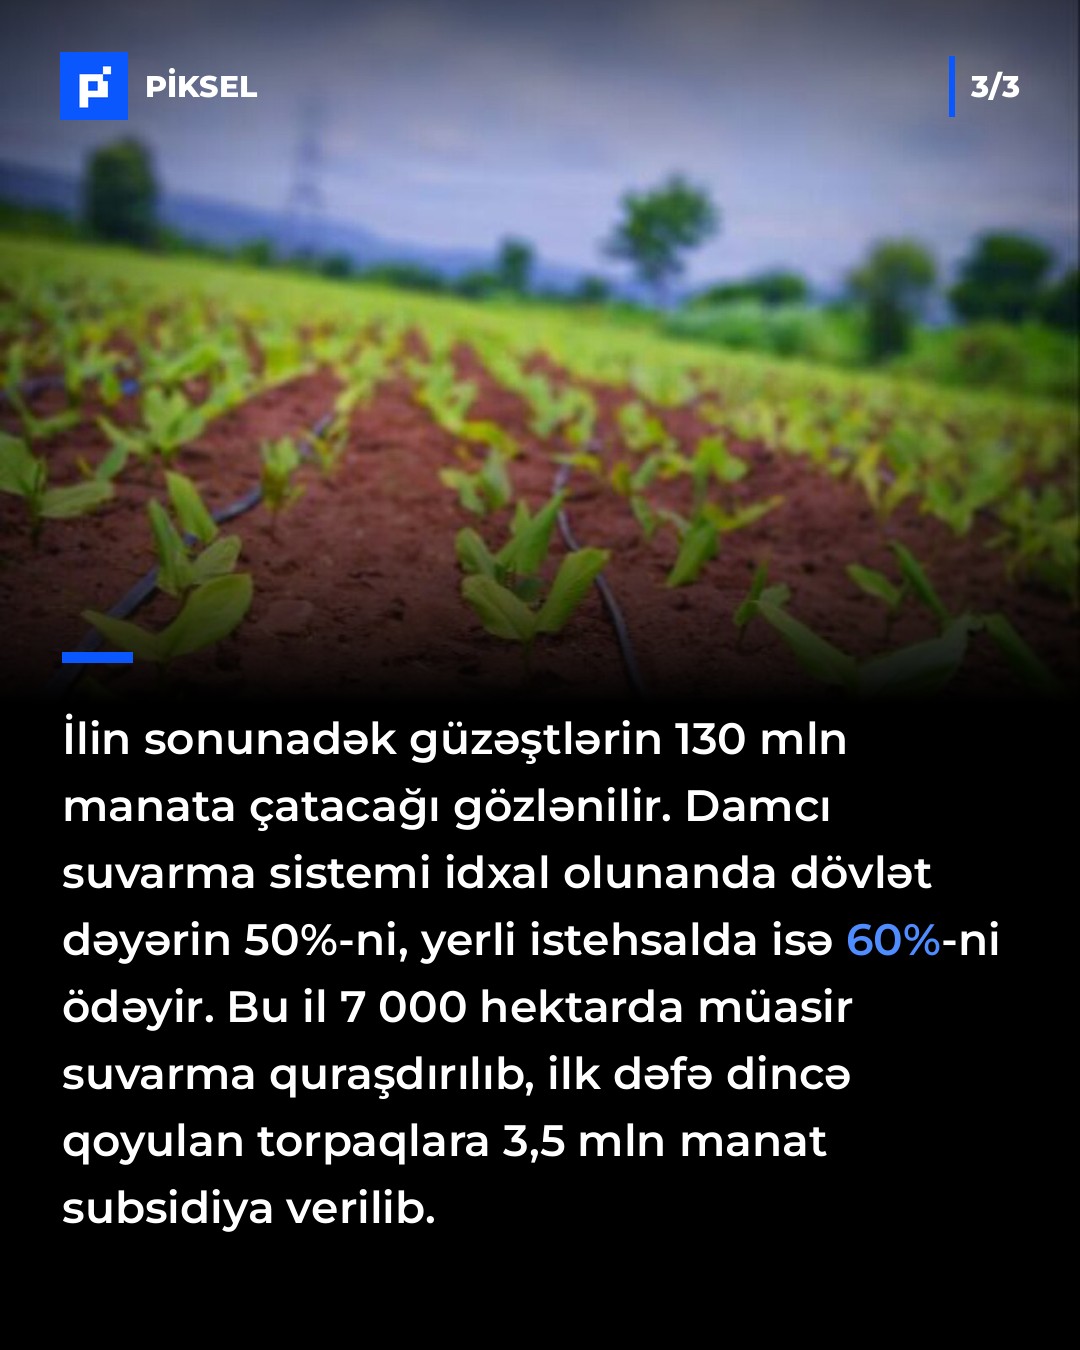 PİKSEL
3/3
İlin sonunadək güzəştlərin 130 mln
manata çatacağı gözlənilir. Damcı
suvarma sistemi idxal olunanda dövlət
dəyərin 50%-ni, yerli istehsalda isə 60%-ni
ödəyir. Bu il 7 000 hektarda müasir
suvarma quraşdırılıb, ilk dəfə dincə
qoyulan torpaqlara 3,5 mln manat
subsidiya verilib.